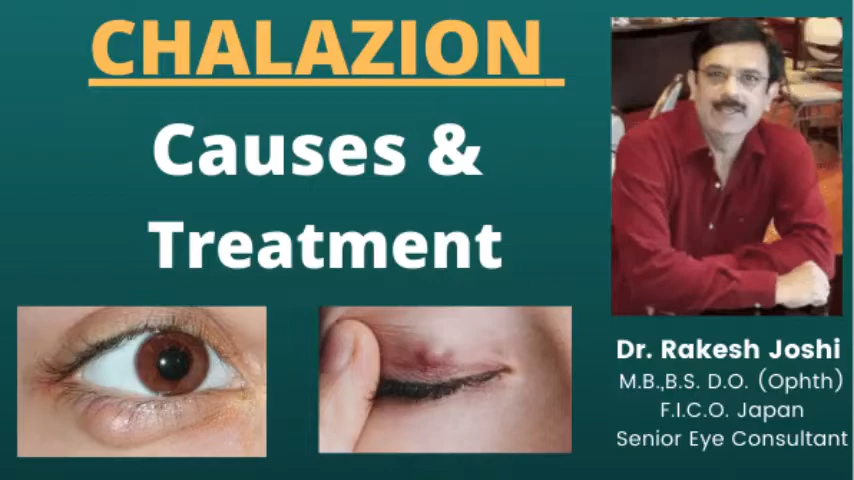 CHALAZION
Causes &
Treatment
Dr. Rakesh Joshi
M.B.,B.S. D.O. (Ophth)
F.I.C.O. Japan
Senior Eye Consultant